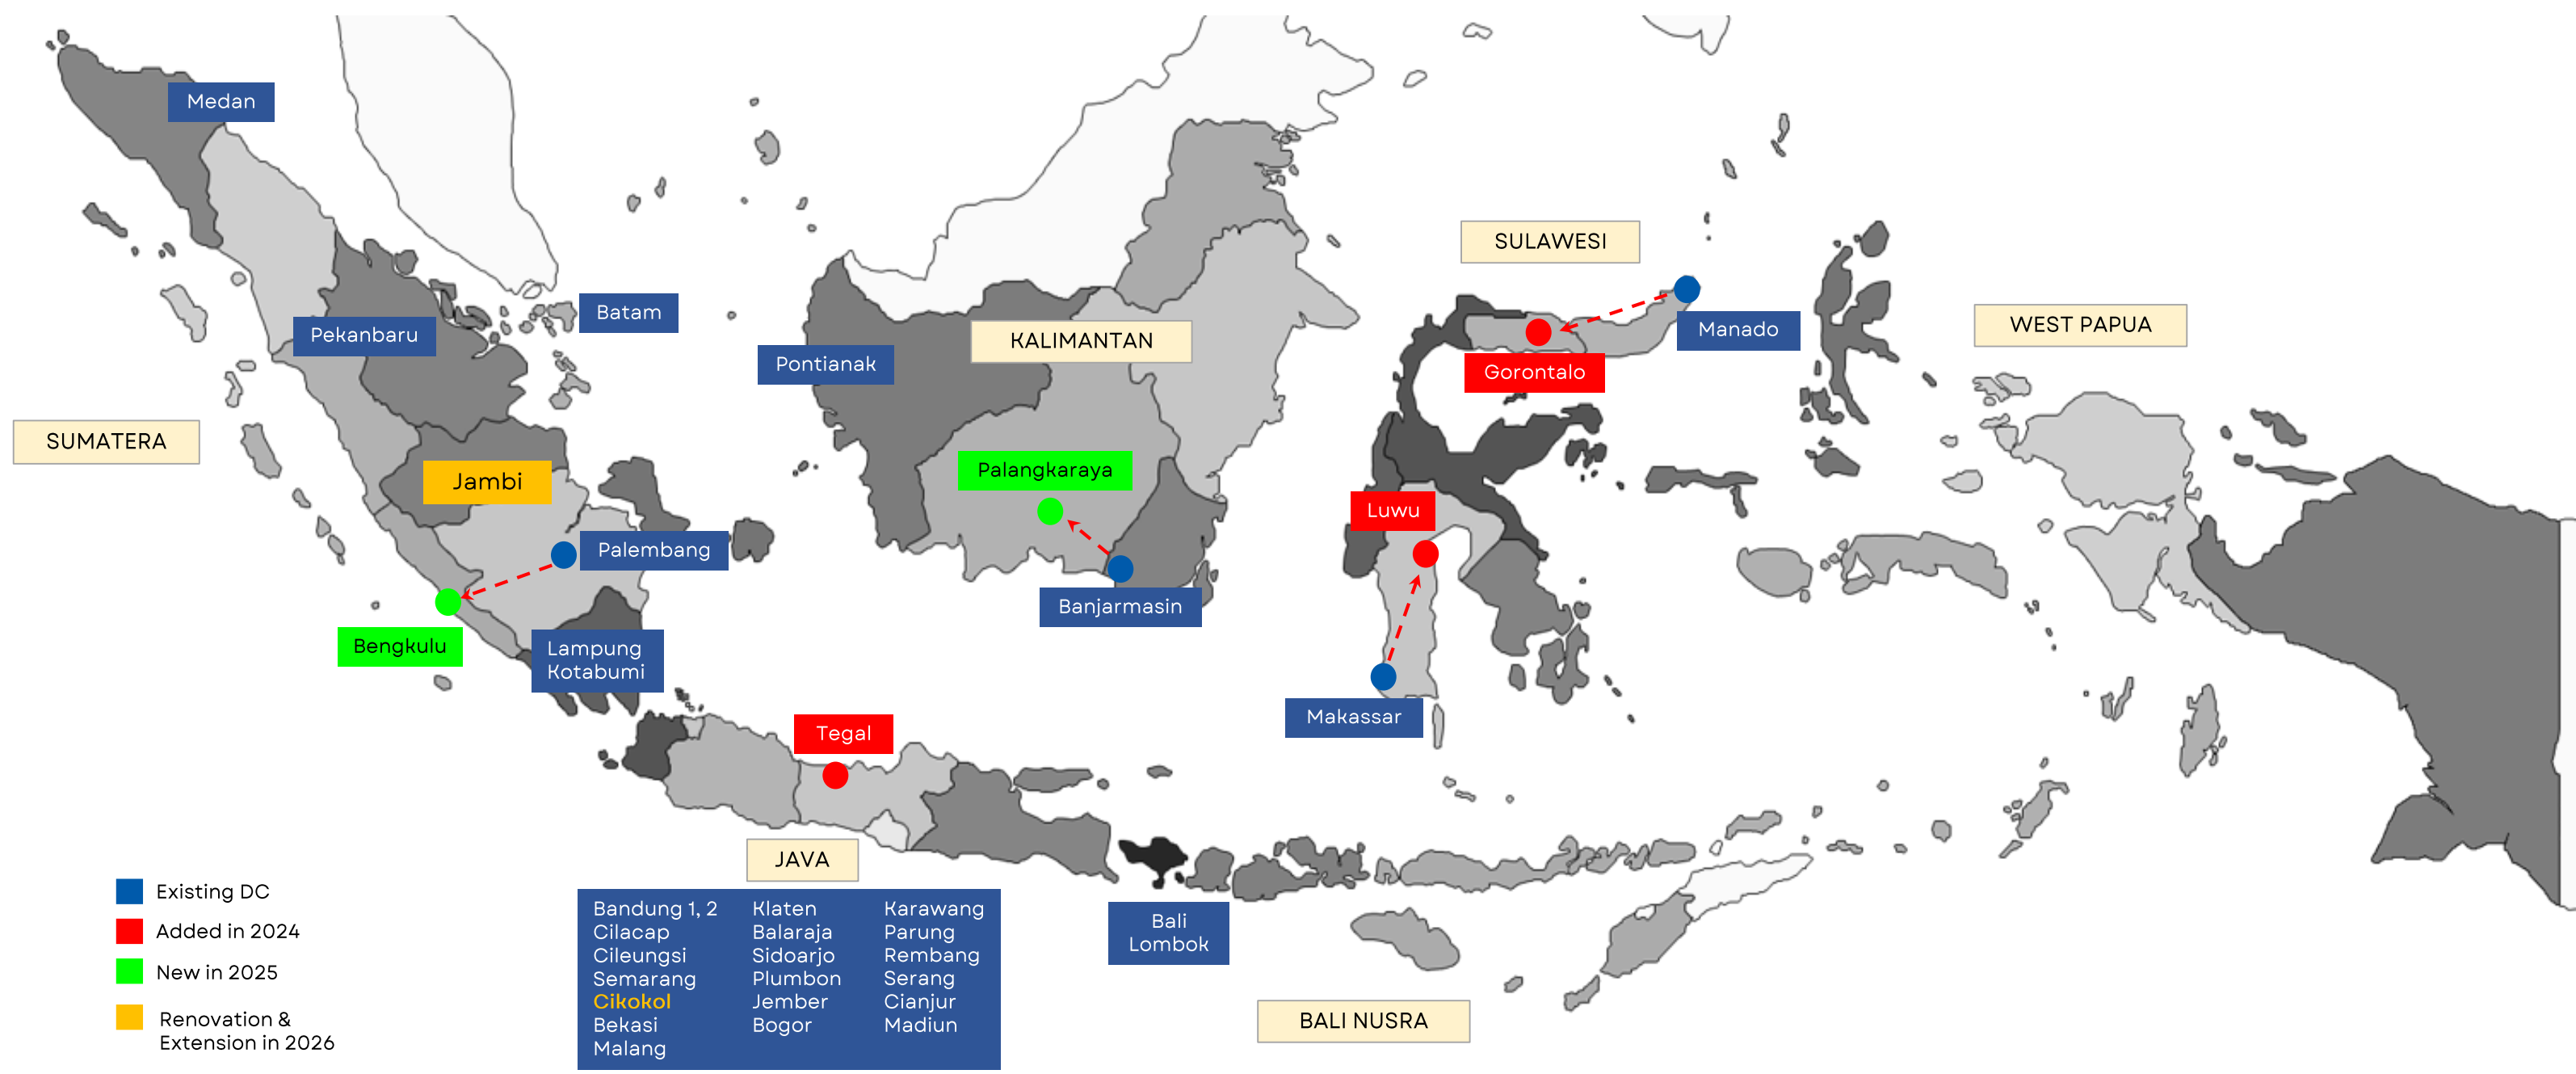 Medan
Batam
Pekanbaru
SUMATERA
Jambi
Palembang
Bengkulu
Lampung
Kotabumi
KALIMANTAN
Pontianak
Palangkaraya
Banjarmasin
SULAWESI
Manado
Gorontalo
Luwu
Makassar
WEST PAPUA
Tegal
JAVA
Bandung 1, 2
Cilacap
Cileungsi
Semarang
Cikokol
Bekasi
Malang
Klaten
Balaraja
Sidoarjo
Plumbon
Jember
Bogor
Karawang
Parung
Rembang
Serang
Cianjur
Madiun
Bali
Lombok
BALI NUSRA
Existing DC
Added in 2024
New in 2025
Renovation &
Extension in 2026